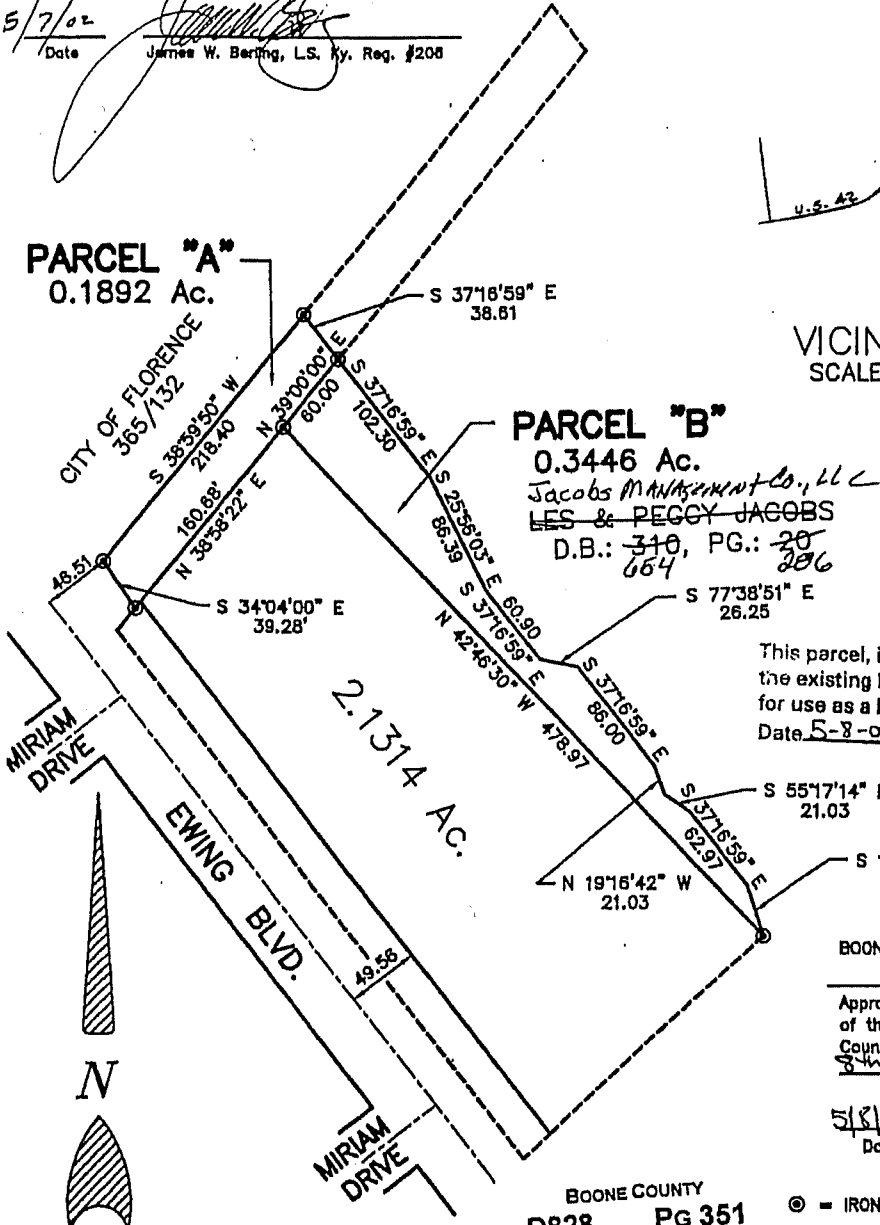 5/7/02
Date
James W. Berling, L.S. Ky. Reg. #208
U.S. 42
PARCEL "A"
0.1892 Ac.
S 37°16'59" E
38.61
CITY OF FLORENCE
365/132
S 38°59'50" W
218.40
N 39°00'00" E
60.00
S 37°16'59" E
102.30
VICIN
SCALE
PARCEL "B"
0.3446 Ac.
Jacobs MANAGEMENT Co., LLC
LES & PEGGY JACOBS
D.B.: 310, PG.: 20
654 286
160.68'
N 38°58'22" E
S 25°56'03" E
86.39
48.51
S 34°04'00" E
39.28'
S 37°16'59" E
60.90
S 77°38'51" E
26.25
N 42°46'30" W
478.97
S 37°16'59" E
86.00
This parcel, i
the existing
for use as a
Date 5-8-0
2.1314 Ac.
MIRIAM
DRIVE
S 55°17'14"
21.03
S 37°16'59" E
62.97
EWING BLVD.
N 19°16'42" W
21.03
S
49.58
BOON
Appro
of th
Coun
8th
N
5/8/
Da
MIRIAM
DRIVE
BOONE COUNTY
D828 PG 351
= IRON